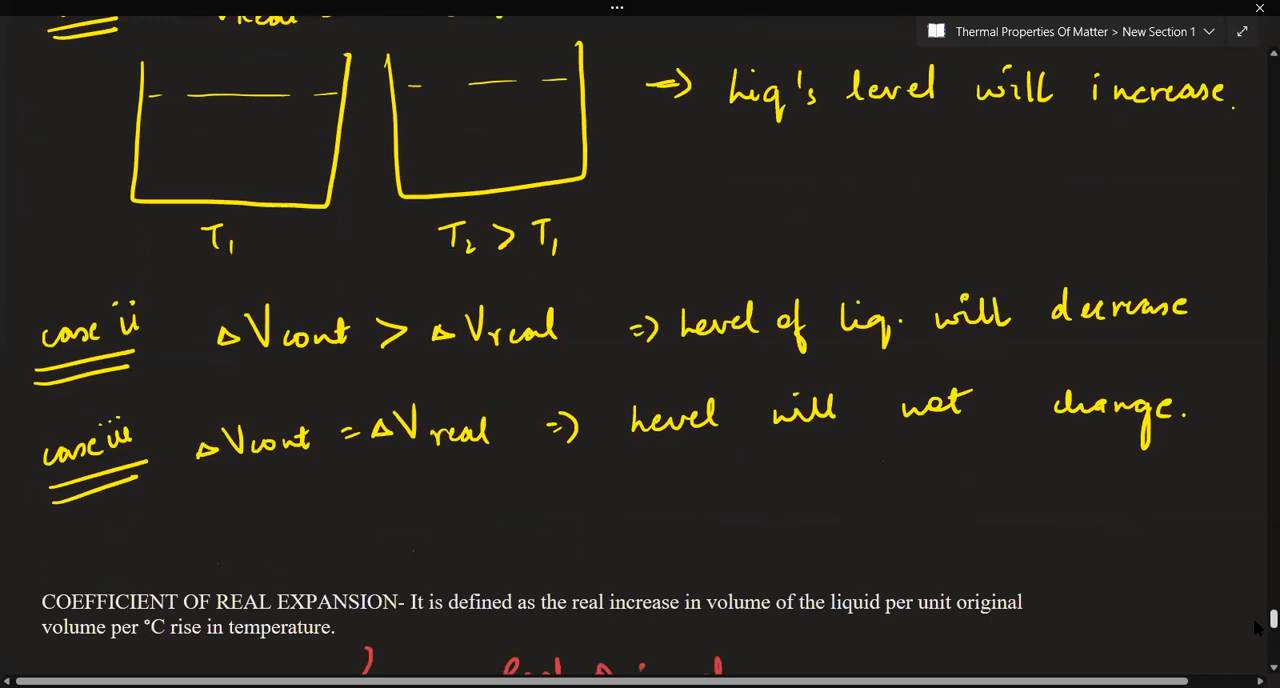 Thermal Properties Of Matter > New Section 1
V real
=> Liq's level will increase.
T1 T2 > T1
case ii ΔVcont > ΔVreal => Level of liq. will decrease
case iii ΔVcont = ΔVreal => Level will not change.
COEFFICIENT OF REAL EXPANSION- It is defined as the real increase in volume of the liquid per unit original
volume per °C rise in temperature.